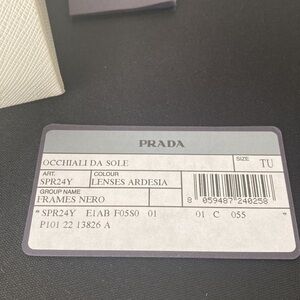 PRADA
OCCHIALI DA SOLE
SIZE TU
ART. COLOUR
SPR24Y LENSES ARDESIA
GROUP NAME
FRAMES NERO
8 059487 240258
* SPR24Y E1AB F05S0 01 01 C 055 *
P101 22 13826 A